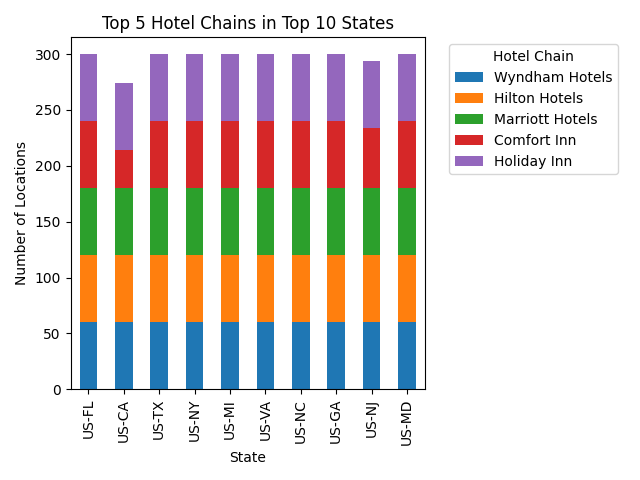 Top 5 Hotel Chains in Top 10 States
Number of Locations
300
250
200
150
100
50
0
US-FL
US-CA
US-TX
US-NY
US-MI
US-VA
US-NC
US-GA
US-NJ
US-MD
State
Hotel Chain
Wyndham Hotels
Hilton Hotels
Marriott Hotels
Comfort Inn
Holiday Inn